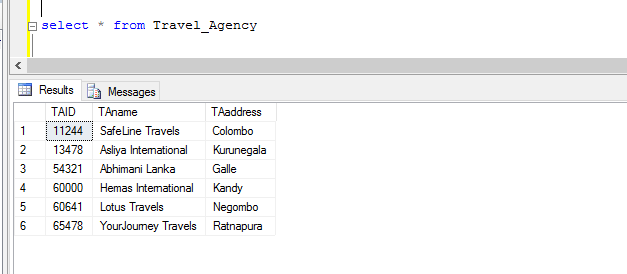 select * from Travel_Agency
Results Messages
TAID TAname TAaddress
1 11244 SafeLine Travels Colombo
2 13478 Asliya International Kurunegala
3 54321 Abhimani Lanka Galle
4 60000 Hemas International Kandy
5 60641 Lotus Travels Negombo
6 65478 YourJourney Travels Ratnapura